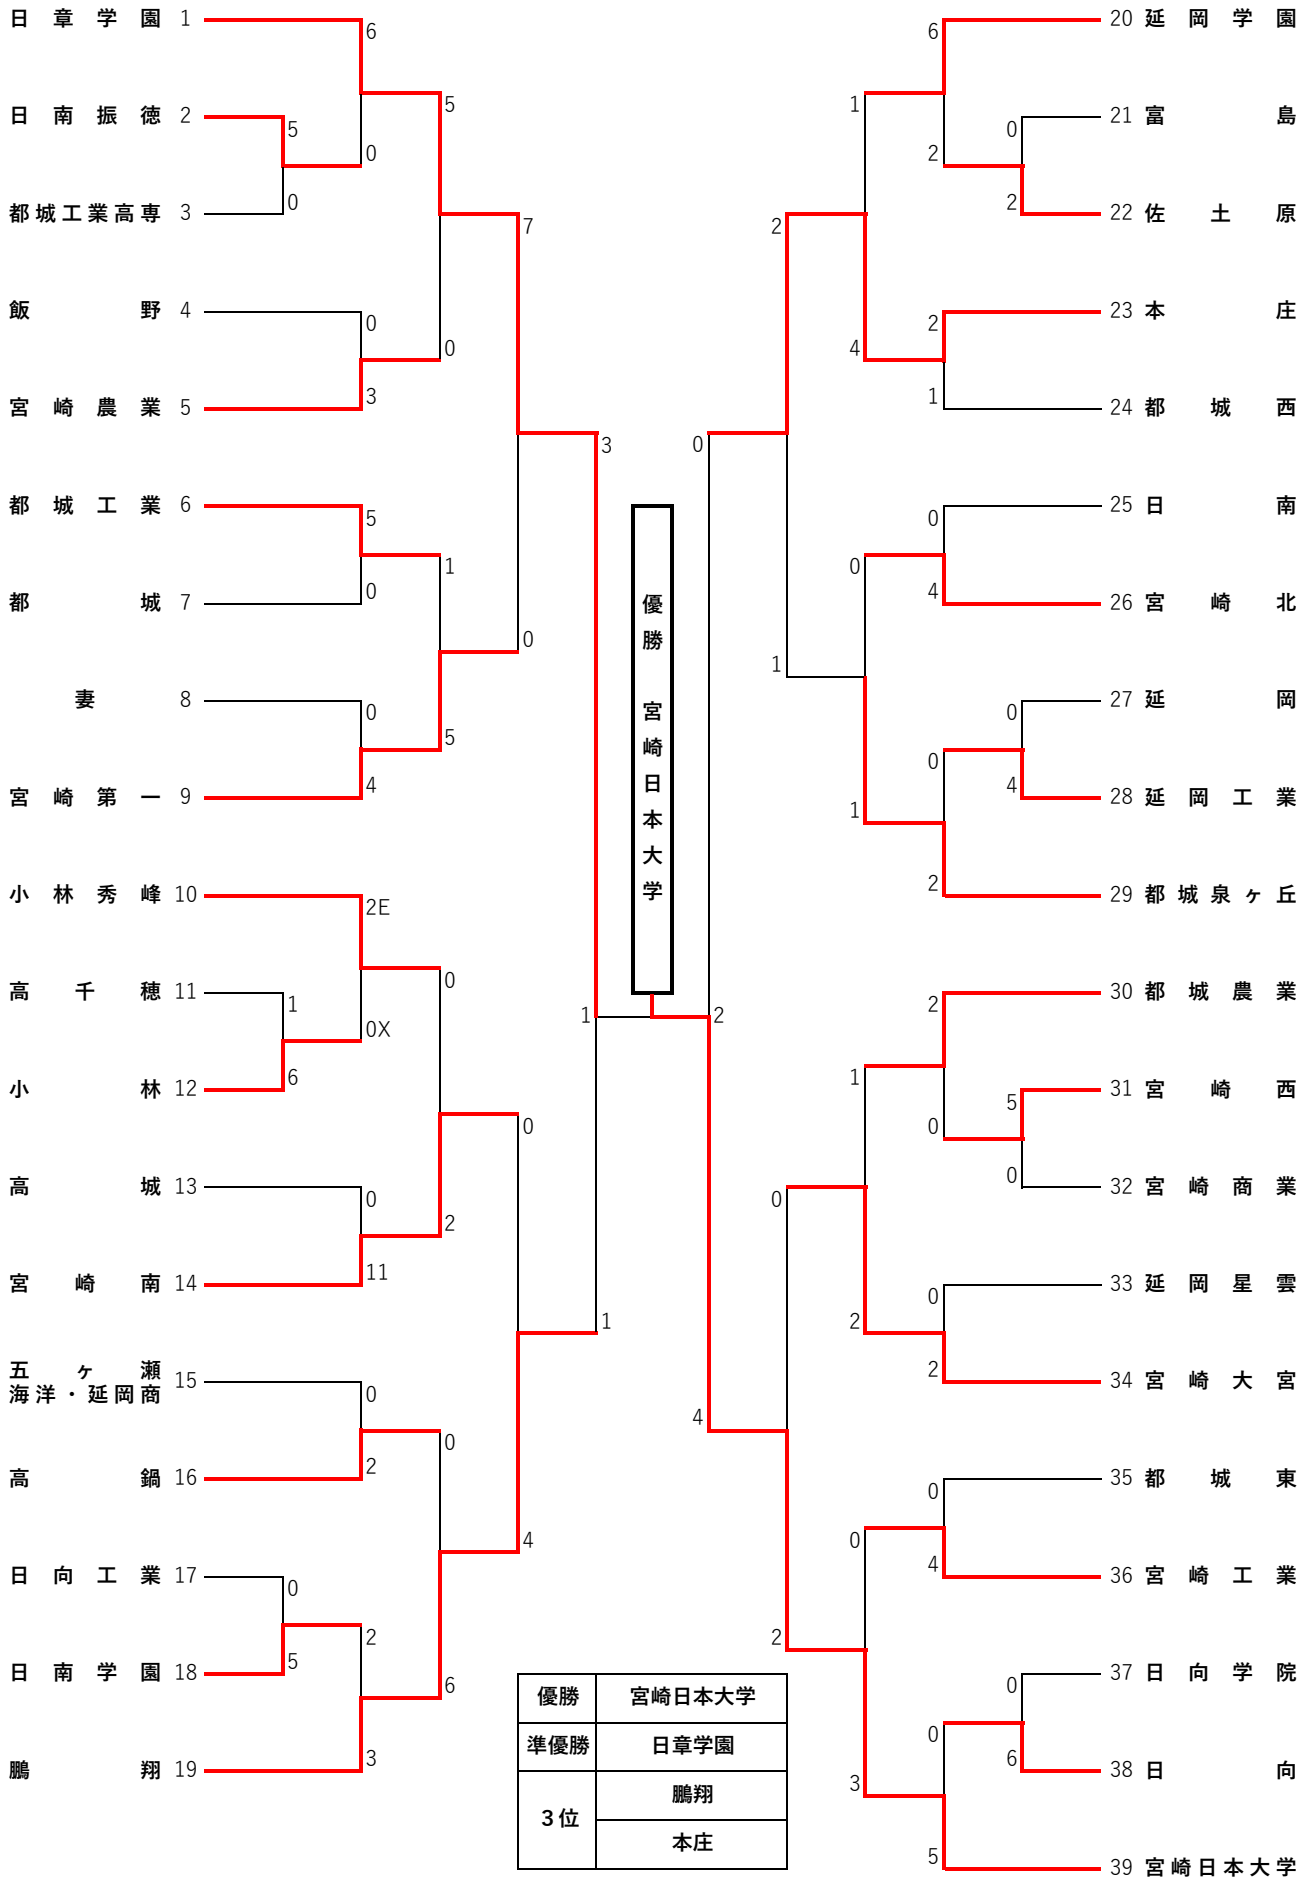 日章学園 1
6
日南振徳 2
5
0
都城工業高専 3
0
5
飯野 4
0
0
宮崎農業 5
3
7
都城工業 6
5
1
都城 7
0
0
妻 8
0
5
宮崎第一 9
4
3
小林秀峰 10
2E
0
高千穂 11
1
0X
小林 12
6
0
高城 13
0
2
宮崎南 14
11
1
五ヶ瀬
海洋・延岡商 15
0
0
高鍋 16
2
4
日向工業 17
0
2
日南学園 18
5
6
鵬翔 19
3
1
優勝 宮崎日本大学
2
20 延岡学園
6
1
21 富島
0
2
22 佐土原
2
2
23 本庄
2
4
24 都城西
1
0
25 日南
0
0
26 宮崎北
4
1
27 延岡
0
0
28 延岡工業
4
1
29 都城泉ヶ丘
2
30 都城農業
2
1
31 宮崎西
5
0
32 宮崎商業
0
0
33 延岡星雲
0
2
34 宮崎大宮
2
4
35 都城東
0
0
36 宮崎工業
4
2
37 日向学院
0
0
38 日向
6
3
39 宮崎日本大学
5
優勝 宮崎日本大学
準優勝 日章学園
３位 鵬翔
本庄